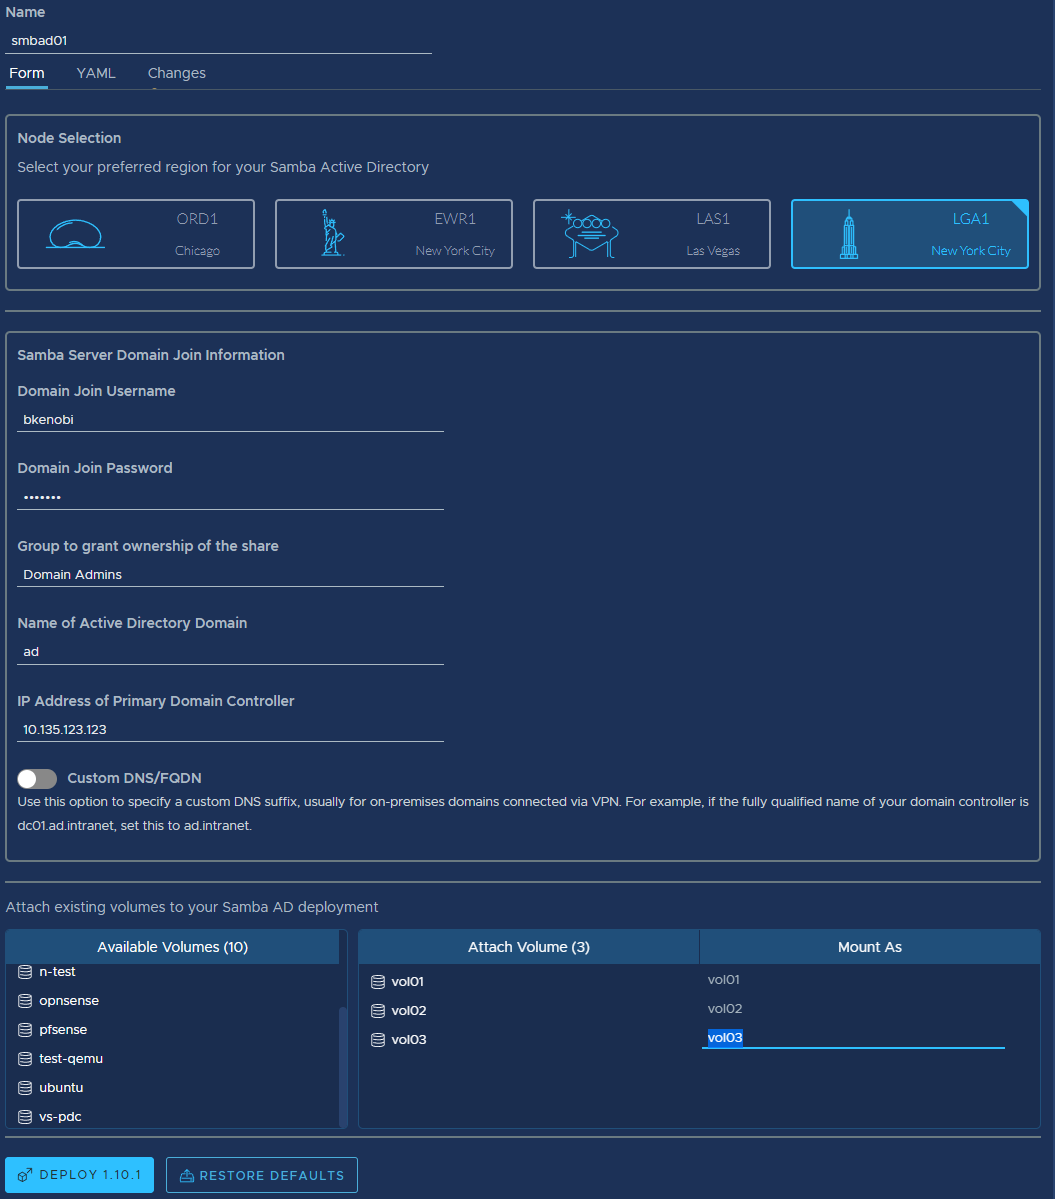 Name
smbad01
Form YAML Changes
Node Selection
Select your preferred region for your Samba Active Directory
ORD1
Chicago
EWR1
New York City
LAS1
Las Vegas
LGA1
New York City
Samba Server Domain Join Information
Domain Join Username
bkenobi
Domain Join Password
•••••••
Group to grant ownership of the share
Domain Admins
Name of Active Directory Domain
ad
IP Address of Primary Domain Controller
10.135.123.123
Custom DNS/FQDN
Use this option to specify a custom DNS suffix, usually for on-premises domains connected via VPN. For example, if the fully qualified name of your domain controller is
dc01.ad.intranet, set this to ad.intranet.
Attach existing volumes to your Samba AD deployment
Available Volumes (10)
n-test
opnsense
pfsense
test-qemu
ubuntu
vs-pdc
Attach Volume (3) Mount As
vol01 vol01
vol02 vol02
vol03 vol03
DEPLOY 1.10.1 RESTORE DEFAULTS